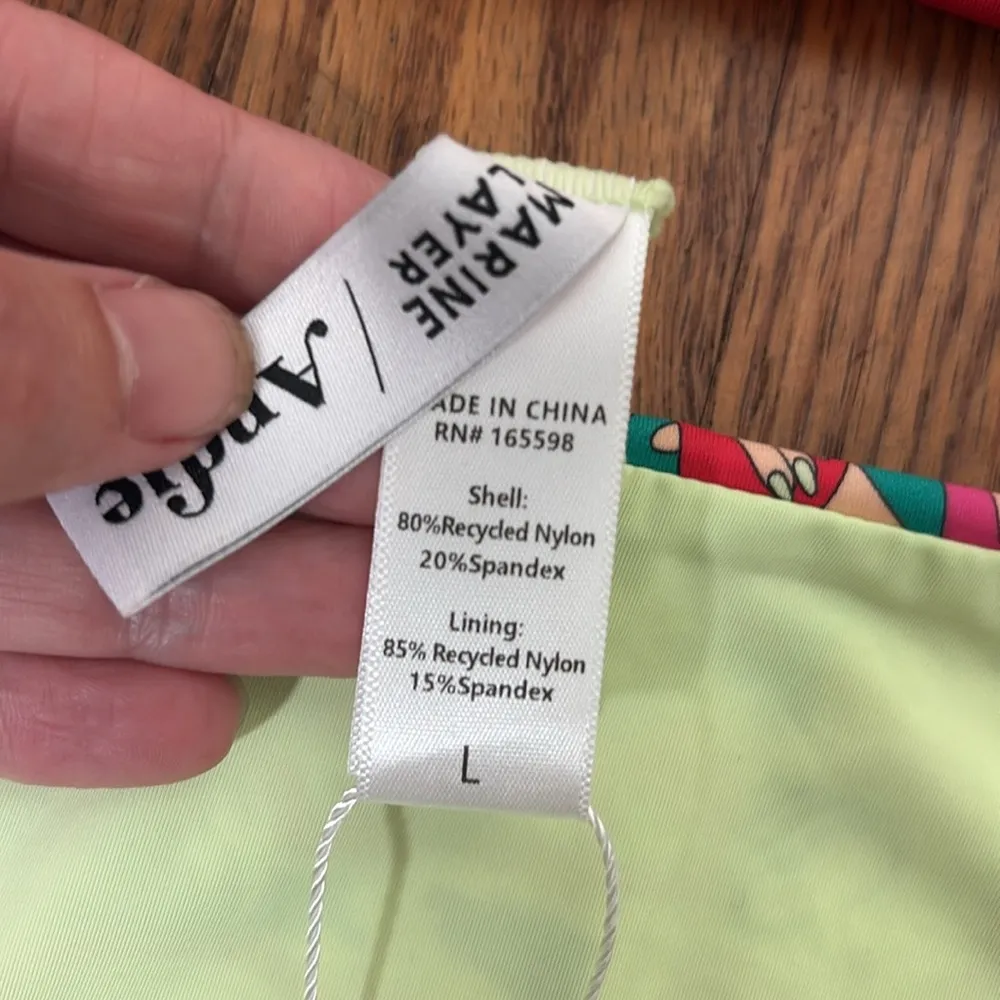 MARINE
LAYER
/
Andie
ADE IN CHINA
RN# 165598
Shell:
80%Recycled Nylon
20%Spandex
Lining:
85% Recycled Nylon
15%Spandex
L